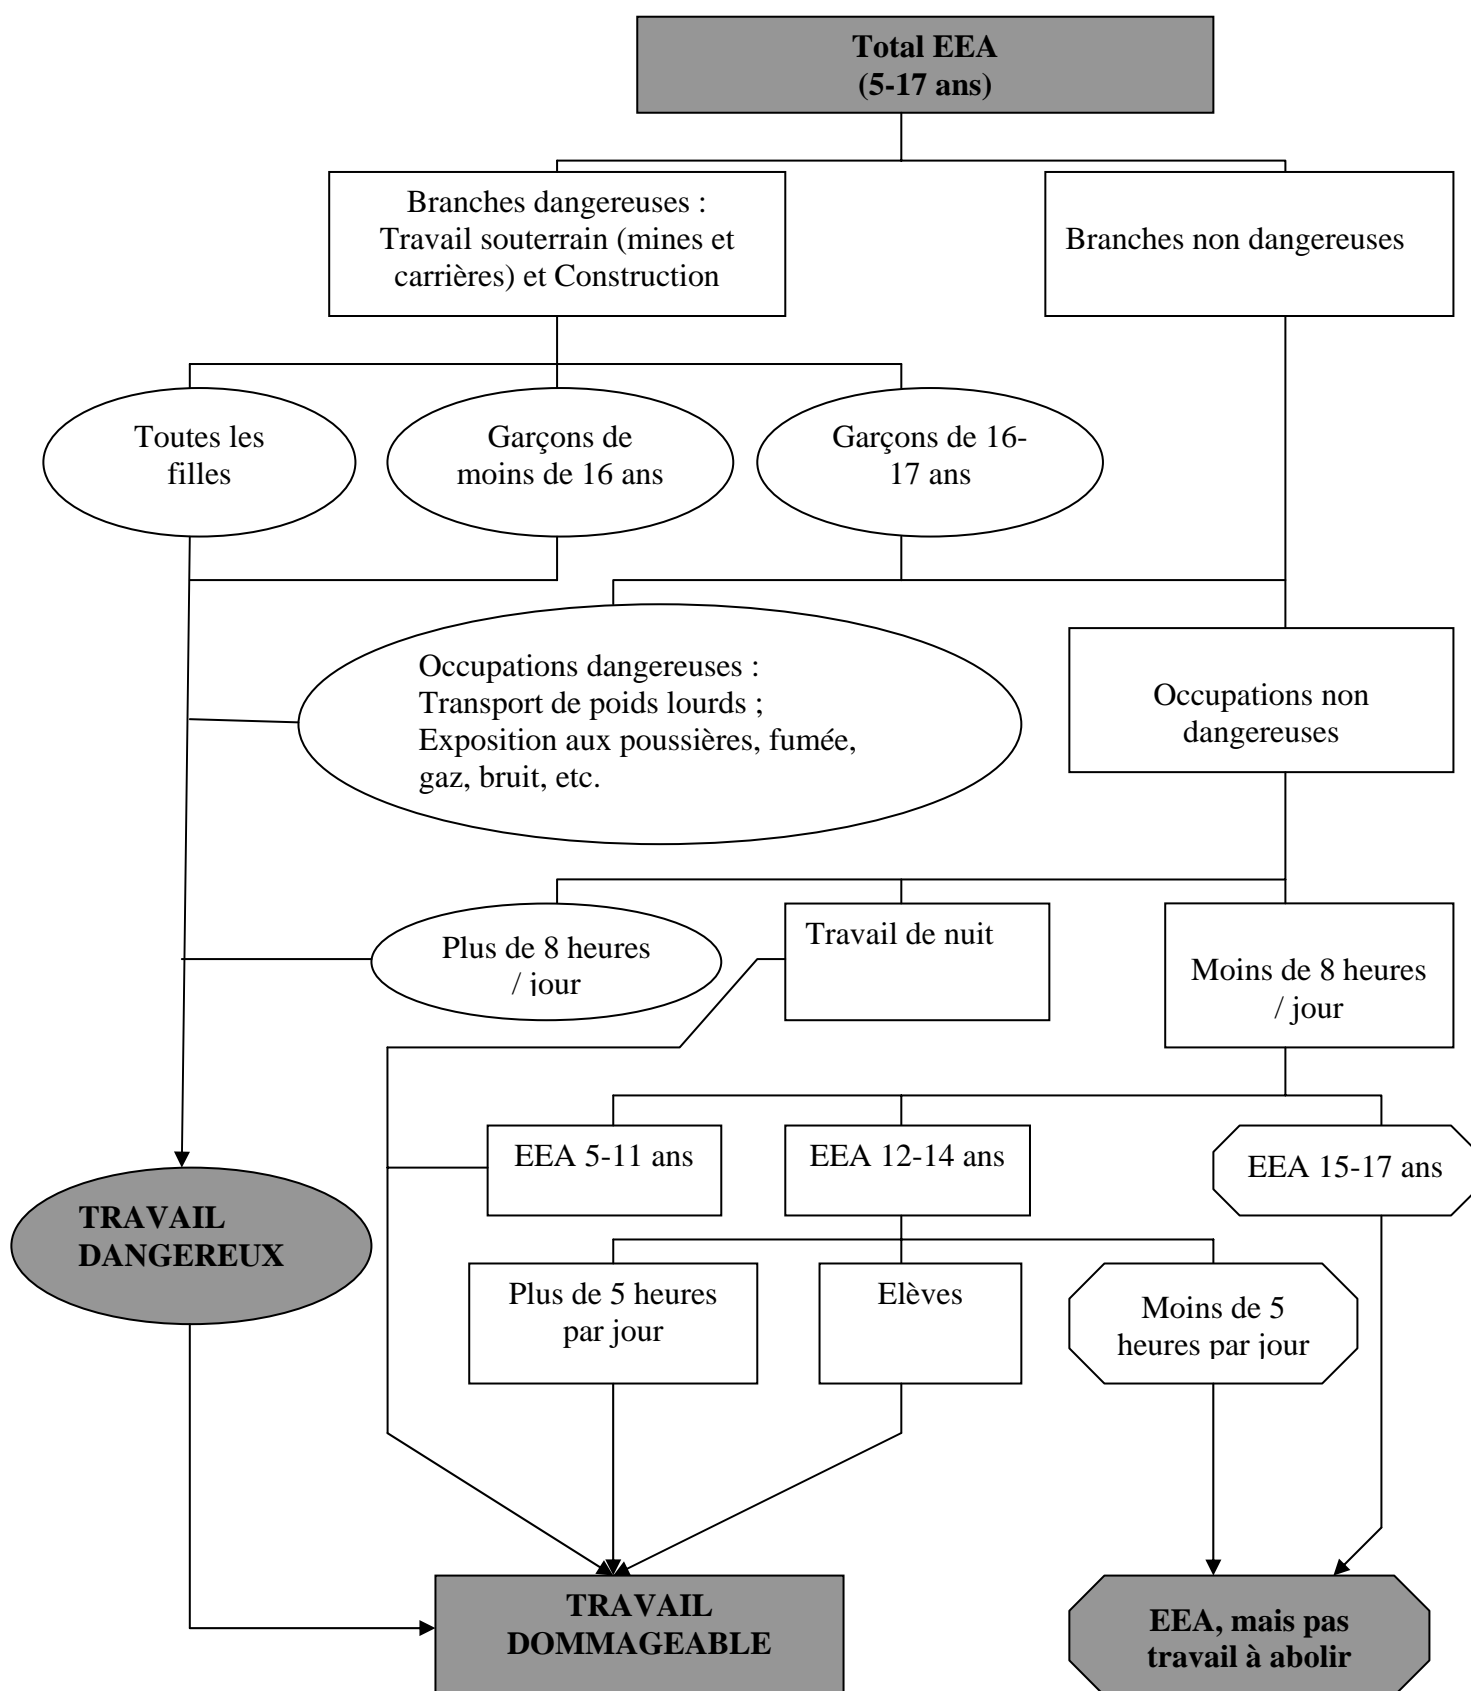 Total EEA
(5-17 ans)
Branches dangereuses :
Travail souterrain (mines et
carrières) et Construction
Branches non dangereuses
Toutes les
filles
Garçons de
moins de 16 ans
Garçons de 16-
17 ans
Occupations dangereuses :
Transport de poids lourds ;
Exposition aux poussières, fumée,
gaz, bruit, etc.
Occupations non
dangereuses
Plus de 8 heures
/ jour
Travail de nuit
Moins de 8 heures
/ jour
EEA 5-11 ans
EEA 12-14 ans
EEA 15-17 ans
TRAVAIL
DANGEREUX
Plus de 5 heures
par jour
Elèves
Moins de 5
heures par jour
TRAVAIL
DOMMAGEABLE
EEA, mais pas
travail à abolir